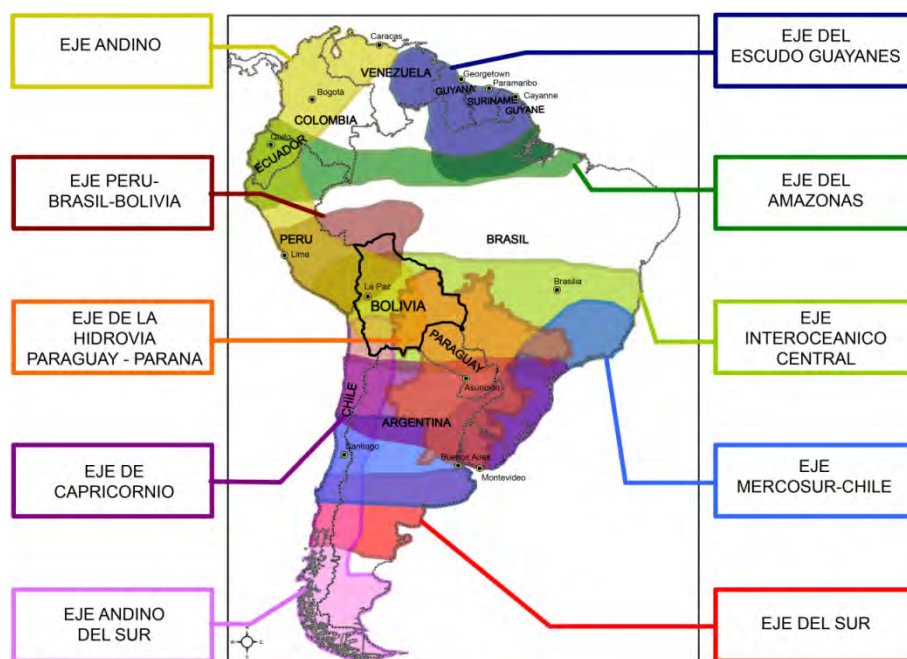 EJE ANDINO
EJE DEL
ESCUDO GUAYANES
EJE PERU-
BRASIL-BOLIVIA
EJE DEL
AMAZONAS
EJE DE LA
HIDROVIA
PARAGUAY - PARANA
EJE
INTEROCEANICO
CENTRAL
EJE DE
CAPRICORNIO
EJE
MERCOSUR-CHILE
EJE ANDINO
DEL SUR
EJE DEL SUR
Caracas
VENEZUELA
Georgetown
GUYANA
Paramaribo
SURINAME
Cayanne
GUYANE
Bogotá
COLOMBIA
Quito
ECUADOR
PERU
Lima
BRASIL
La Paz
BOLIVIA
Brasilia
PARAGUAY
Asunción
CHILE
ARGENTINA
Santiago
Buenos Aires
Montevideo